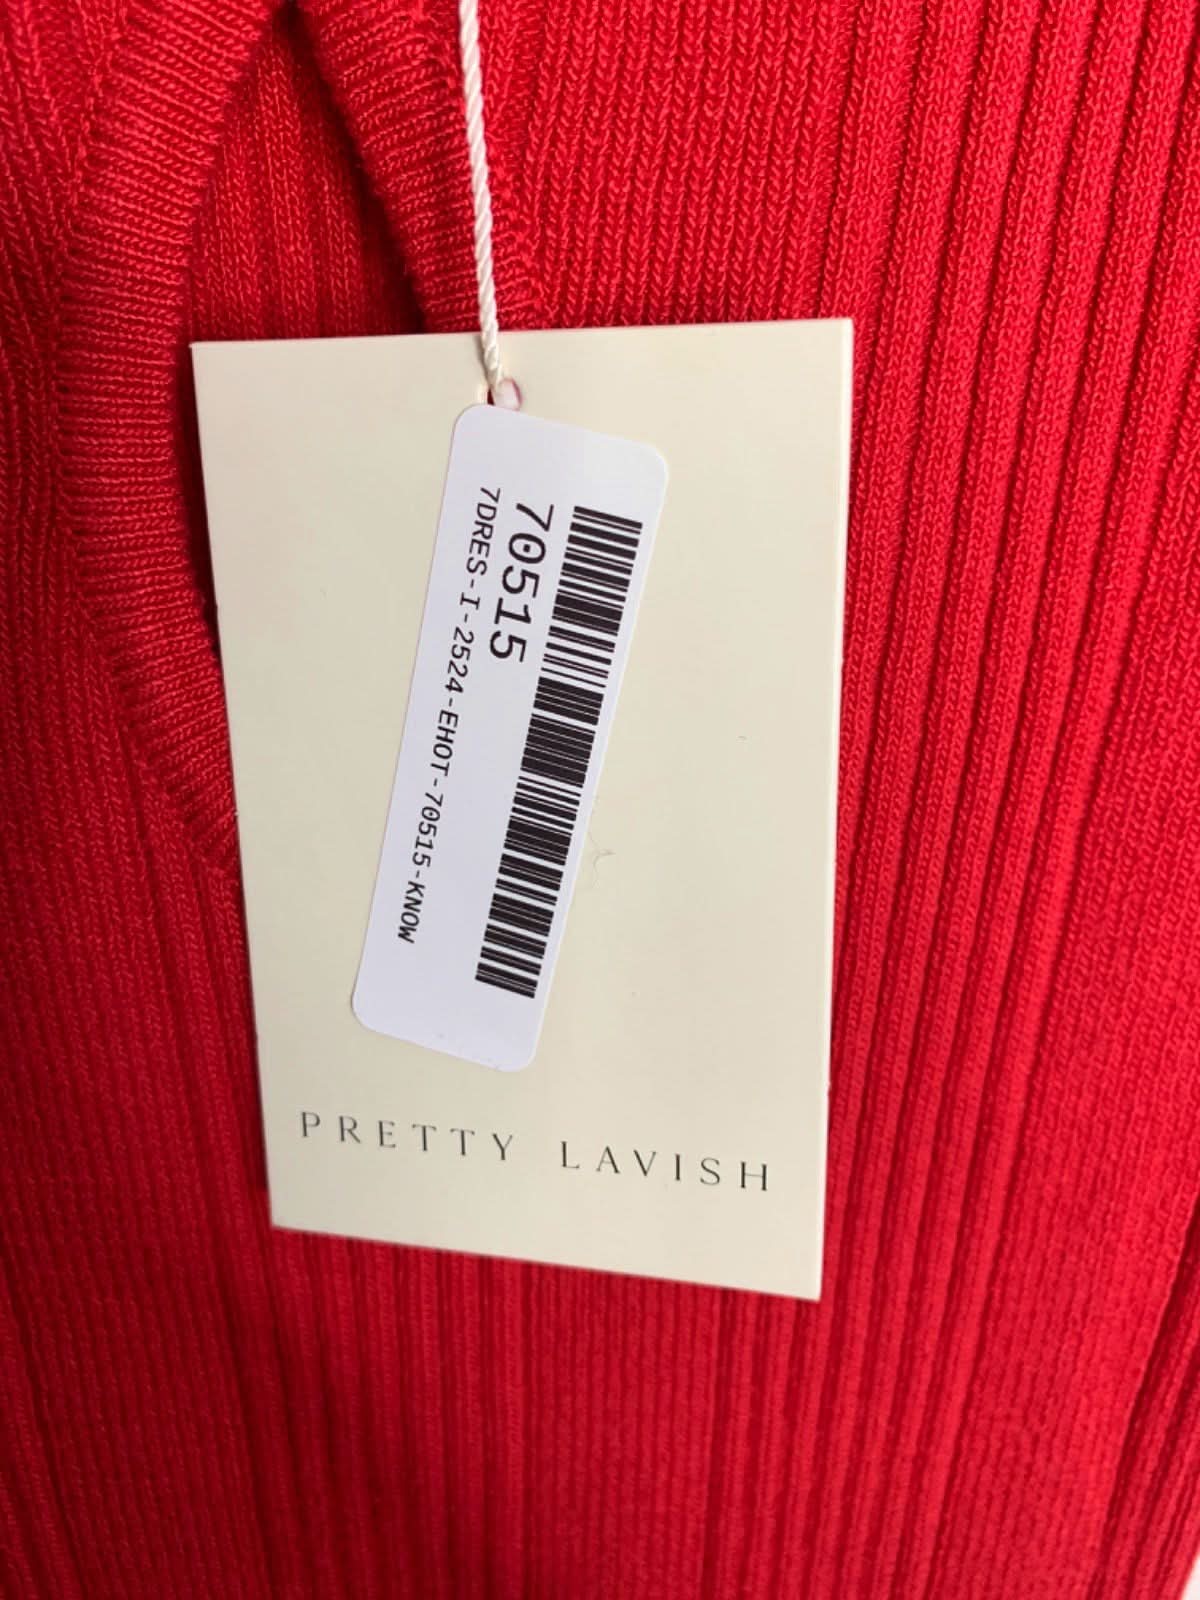 70515
7DRES-I-2524-EHOT-70515-KNOW
PRETTY LAVISH